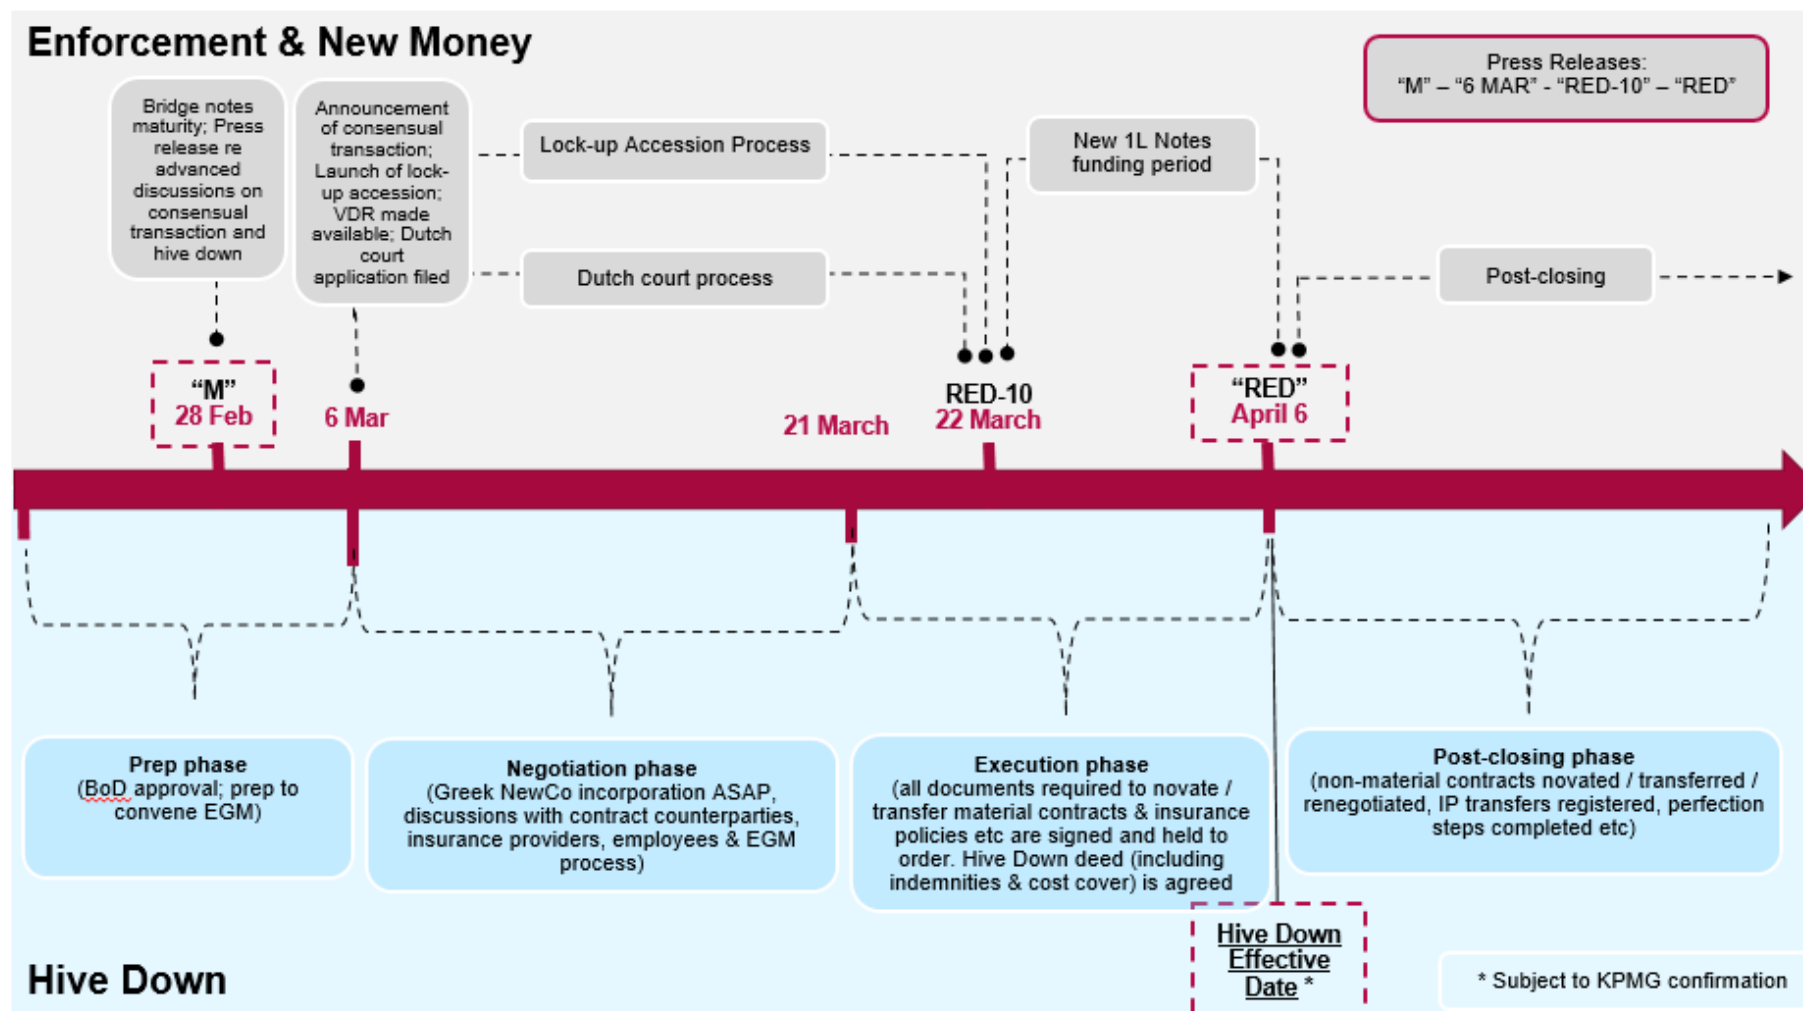 Enforcement & New Money
Press Releases:
“M” – “6 MAR” - “RED-10” – “RED”
Bridge notes
maturity; Press
release re
advanced
discussions on
consensual
transaction and
hive down
Announcement
of consensual
transaction;
Launch of lock-
up accession;
VDR made
available; Dutch
court
application filed
Lock-up Accession Process
Dutch court process
New 1L Notes
funding period
Post-closing
“M”
28 Feb
6 Mar
21 March
RED-10
22 March
“RED”
April 6
Prep phase
(BoD approval; prep to
convene EGM)
Negotiation phase
(Greek NewCo incorporation ASAP,
discussions with contract counterparties,
insurance providers, employees & EGM
process)
Execution phase
(all documents required to novate /
transfer material contracts & insurance
policies etc are signed and held to
order. Hive Down deed (including
indemnities & cost cover) is agreed
Post-closing phase
(non-material contracts novated / transferred /
renegotiated, IP transfers registered, perfection
steps completed etc)
Hive Down
Effective
Date *
Hive Down
* Subject to KPMG confirmation